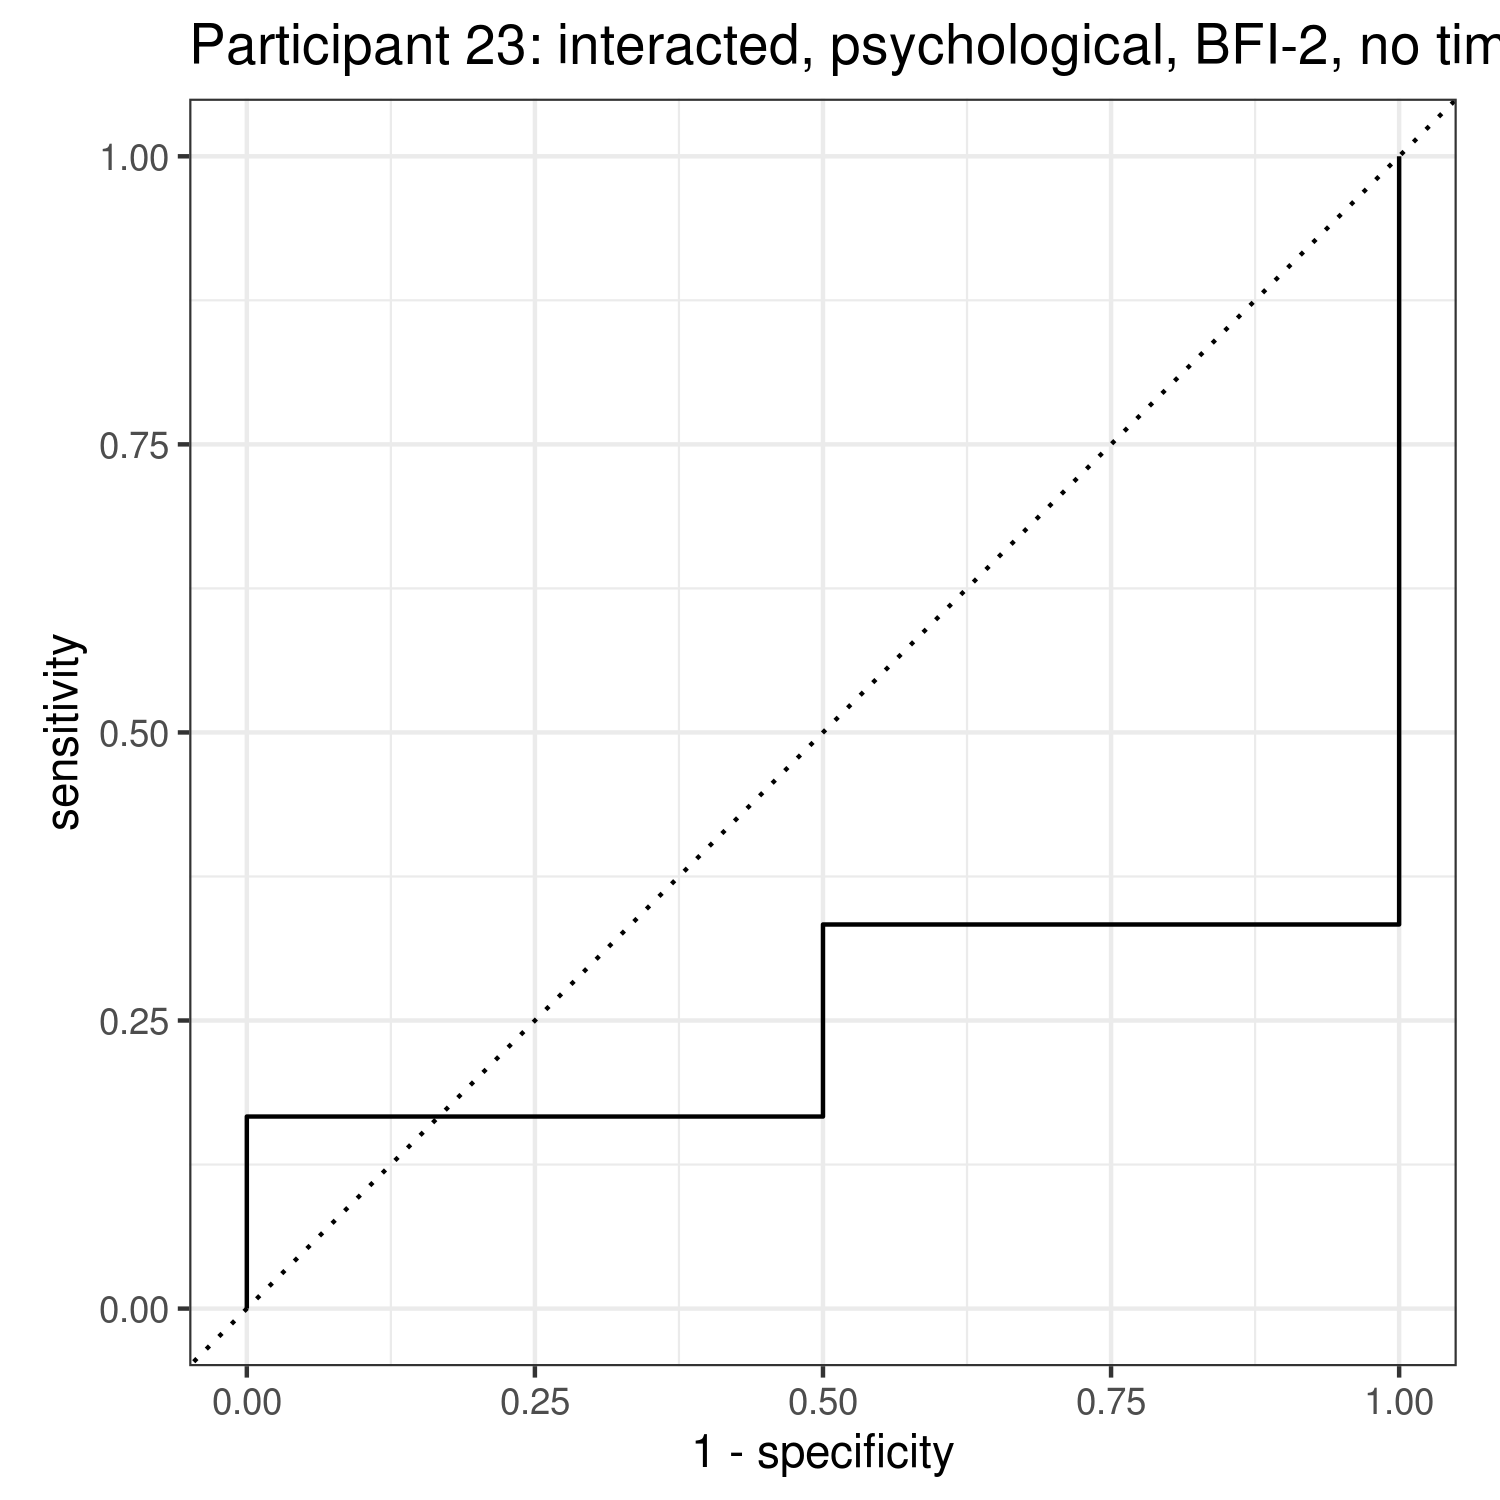 Participant 23: interacted, psychological, BFI-2, no tim
1.00
0.75
0.50
0.25
0.00
sensitivity
0.00 0.25 0.50 0.75 1.00
1 - specificity